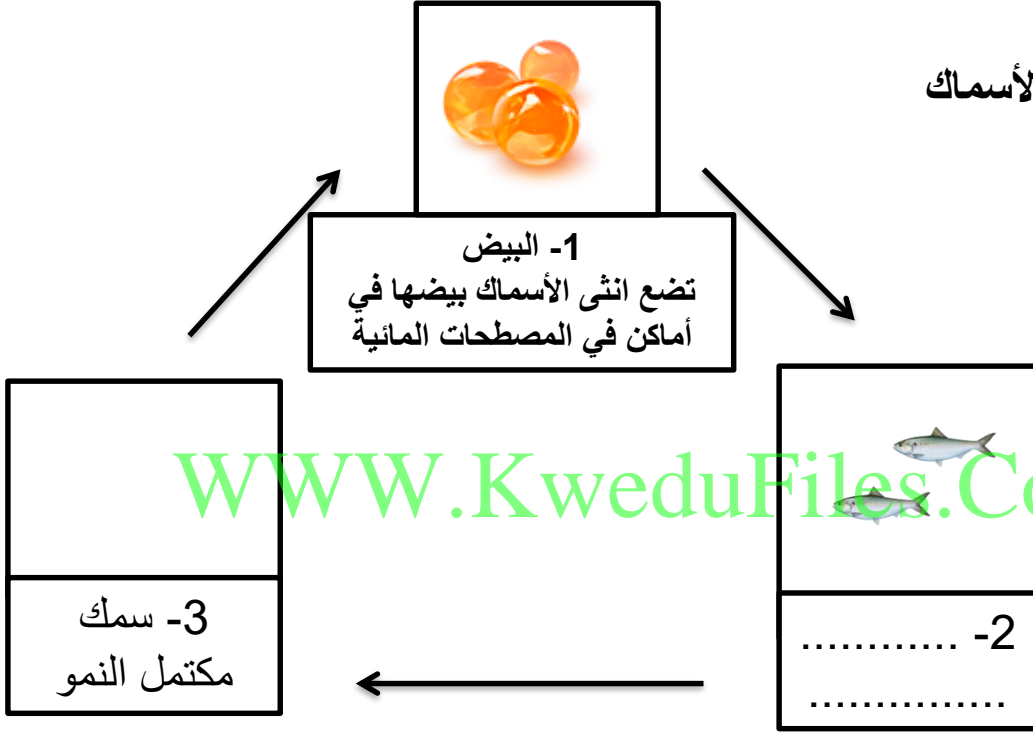 الأسماك
1- البيض
تضع انثى الأسماك بيضها في
أماكن في المصطحات المائية
WWW.KweduFiles.Co
2- ............
...............
3- سمك
مكتمل النمو